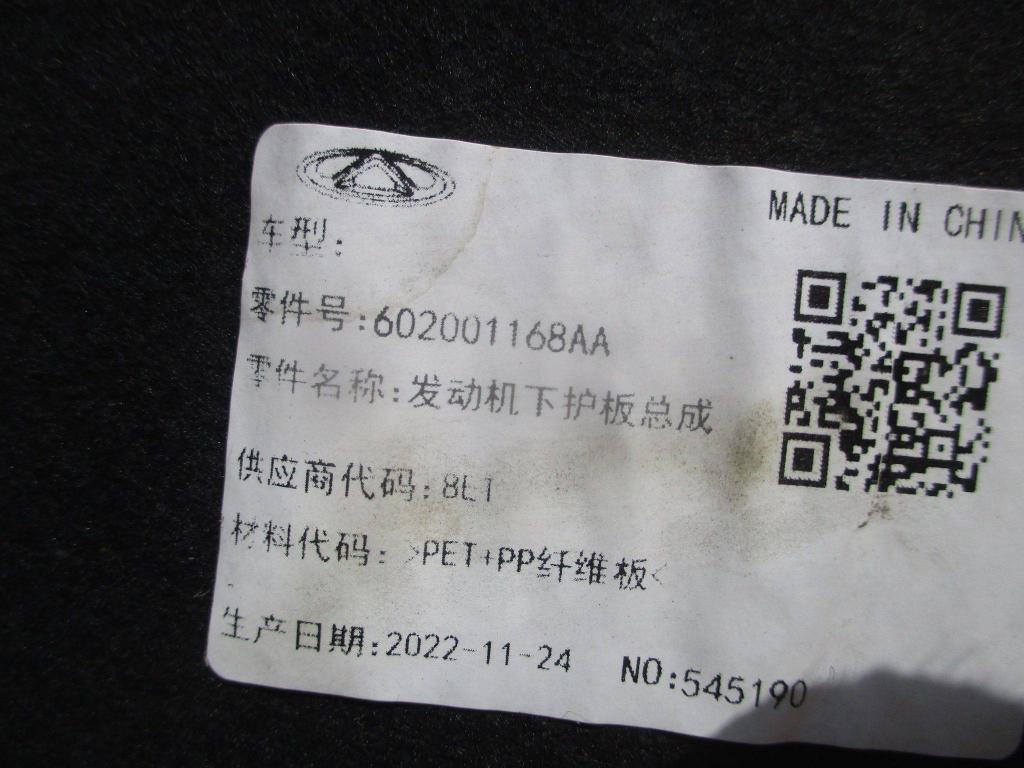 MADE IN CHIN
车型:
零件号:602001168AA
零件名称:发动机下护板总成
供应商代码:8ET
材料代码: >PET+PP纤维板<
生产日期:2022-11-24 NO:545190